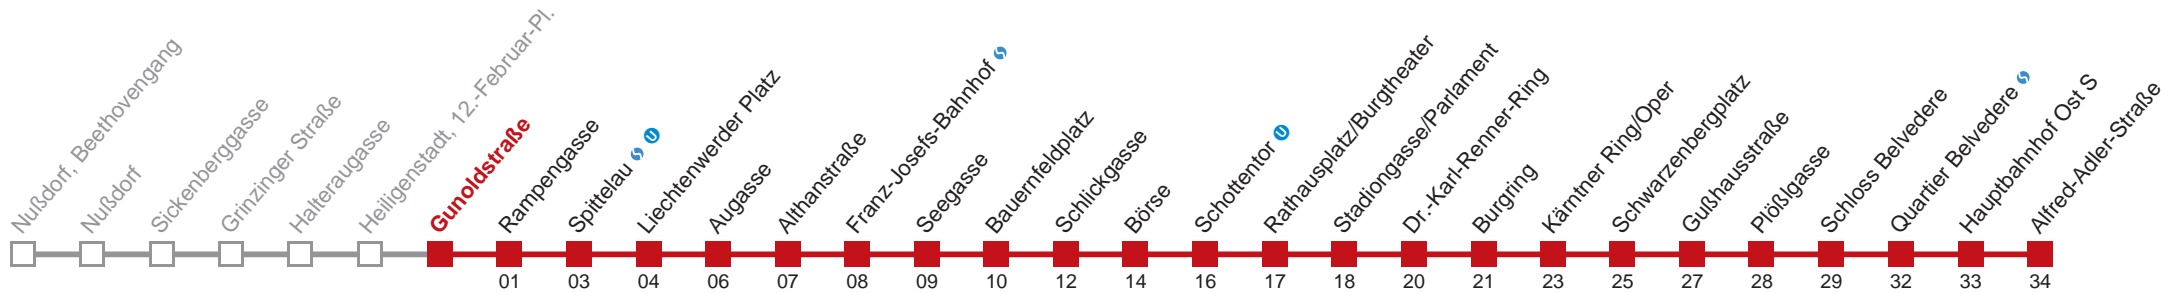 Nußdorf, Beethovengang
Nußdorf
Sickenberggasse
Grinzinger Straße
Halteraugasse
Heiligenstadt, 12.-Februar-Pl.
Gunoldstraße
Rampengasse
Spittelau S U
Liechtenwerder Platz
Augasse
Althanstraße
Franz-Josefs-Bahnhof S
Seegasse
Bauernfeldplatz
Schlickgasse
Börse
Schottentor U
Rathausplatz/Burgtheater
Stadiongasse/Parlament
Dr.-Karl-Renner-Ring
Burgring
Kärntner Ring/Oper
Schwarzenbergplatz
Gußhausstraße
Plößlgasse
Schloss Belvedere
Quartier Belvedere S
Hauptbahnhof Ost S
Alfred-Adler-Straße
01 03 04 06 07 08 09 10 12 14 16 17 18 20 21 23 25 27 28 29 32 33 34